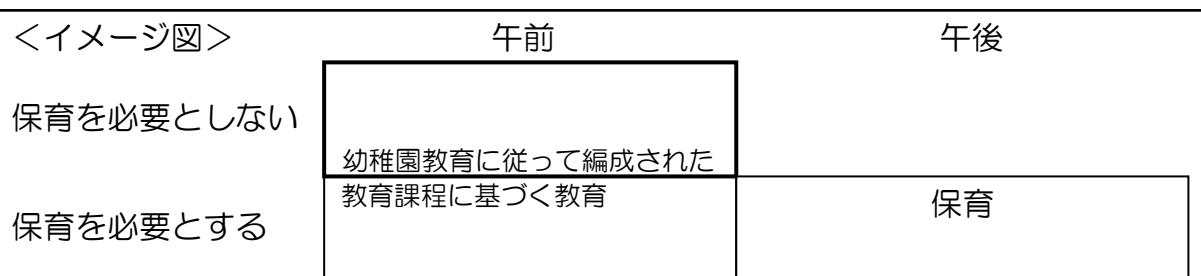 ＜イメージ図＞ 午前 午後
保育を必要としない
幼稚園教育に従って編成された
教育課程に基づく教育
保育を必要とする
保育